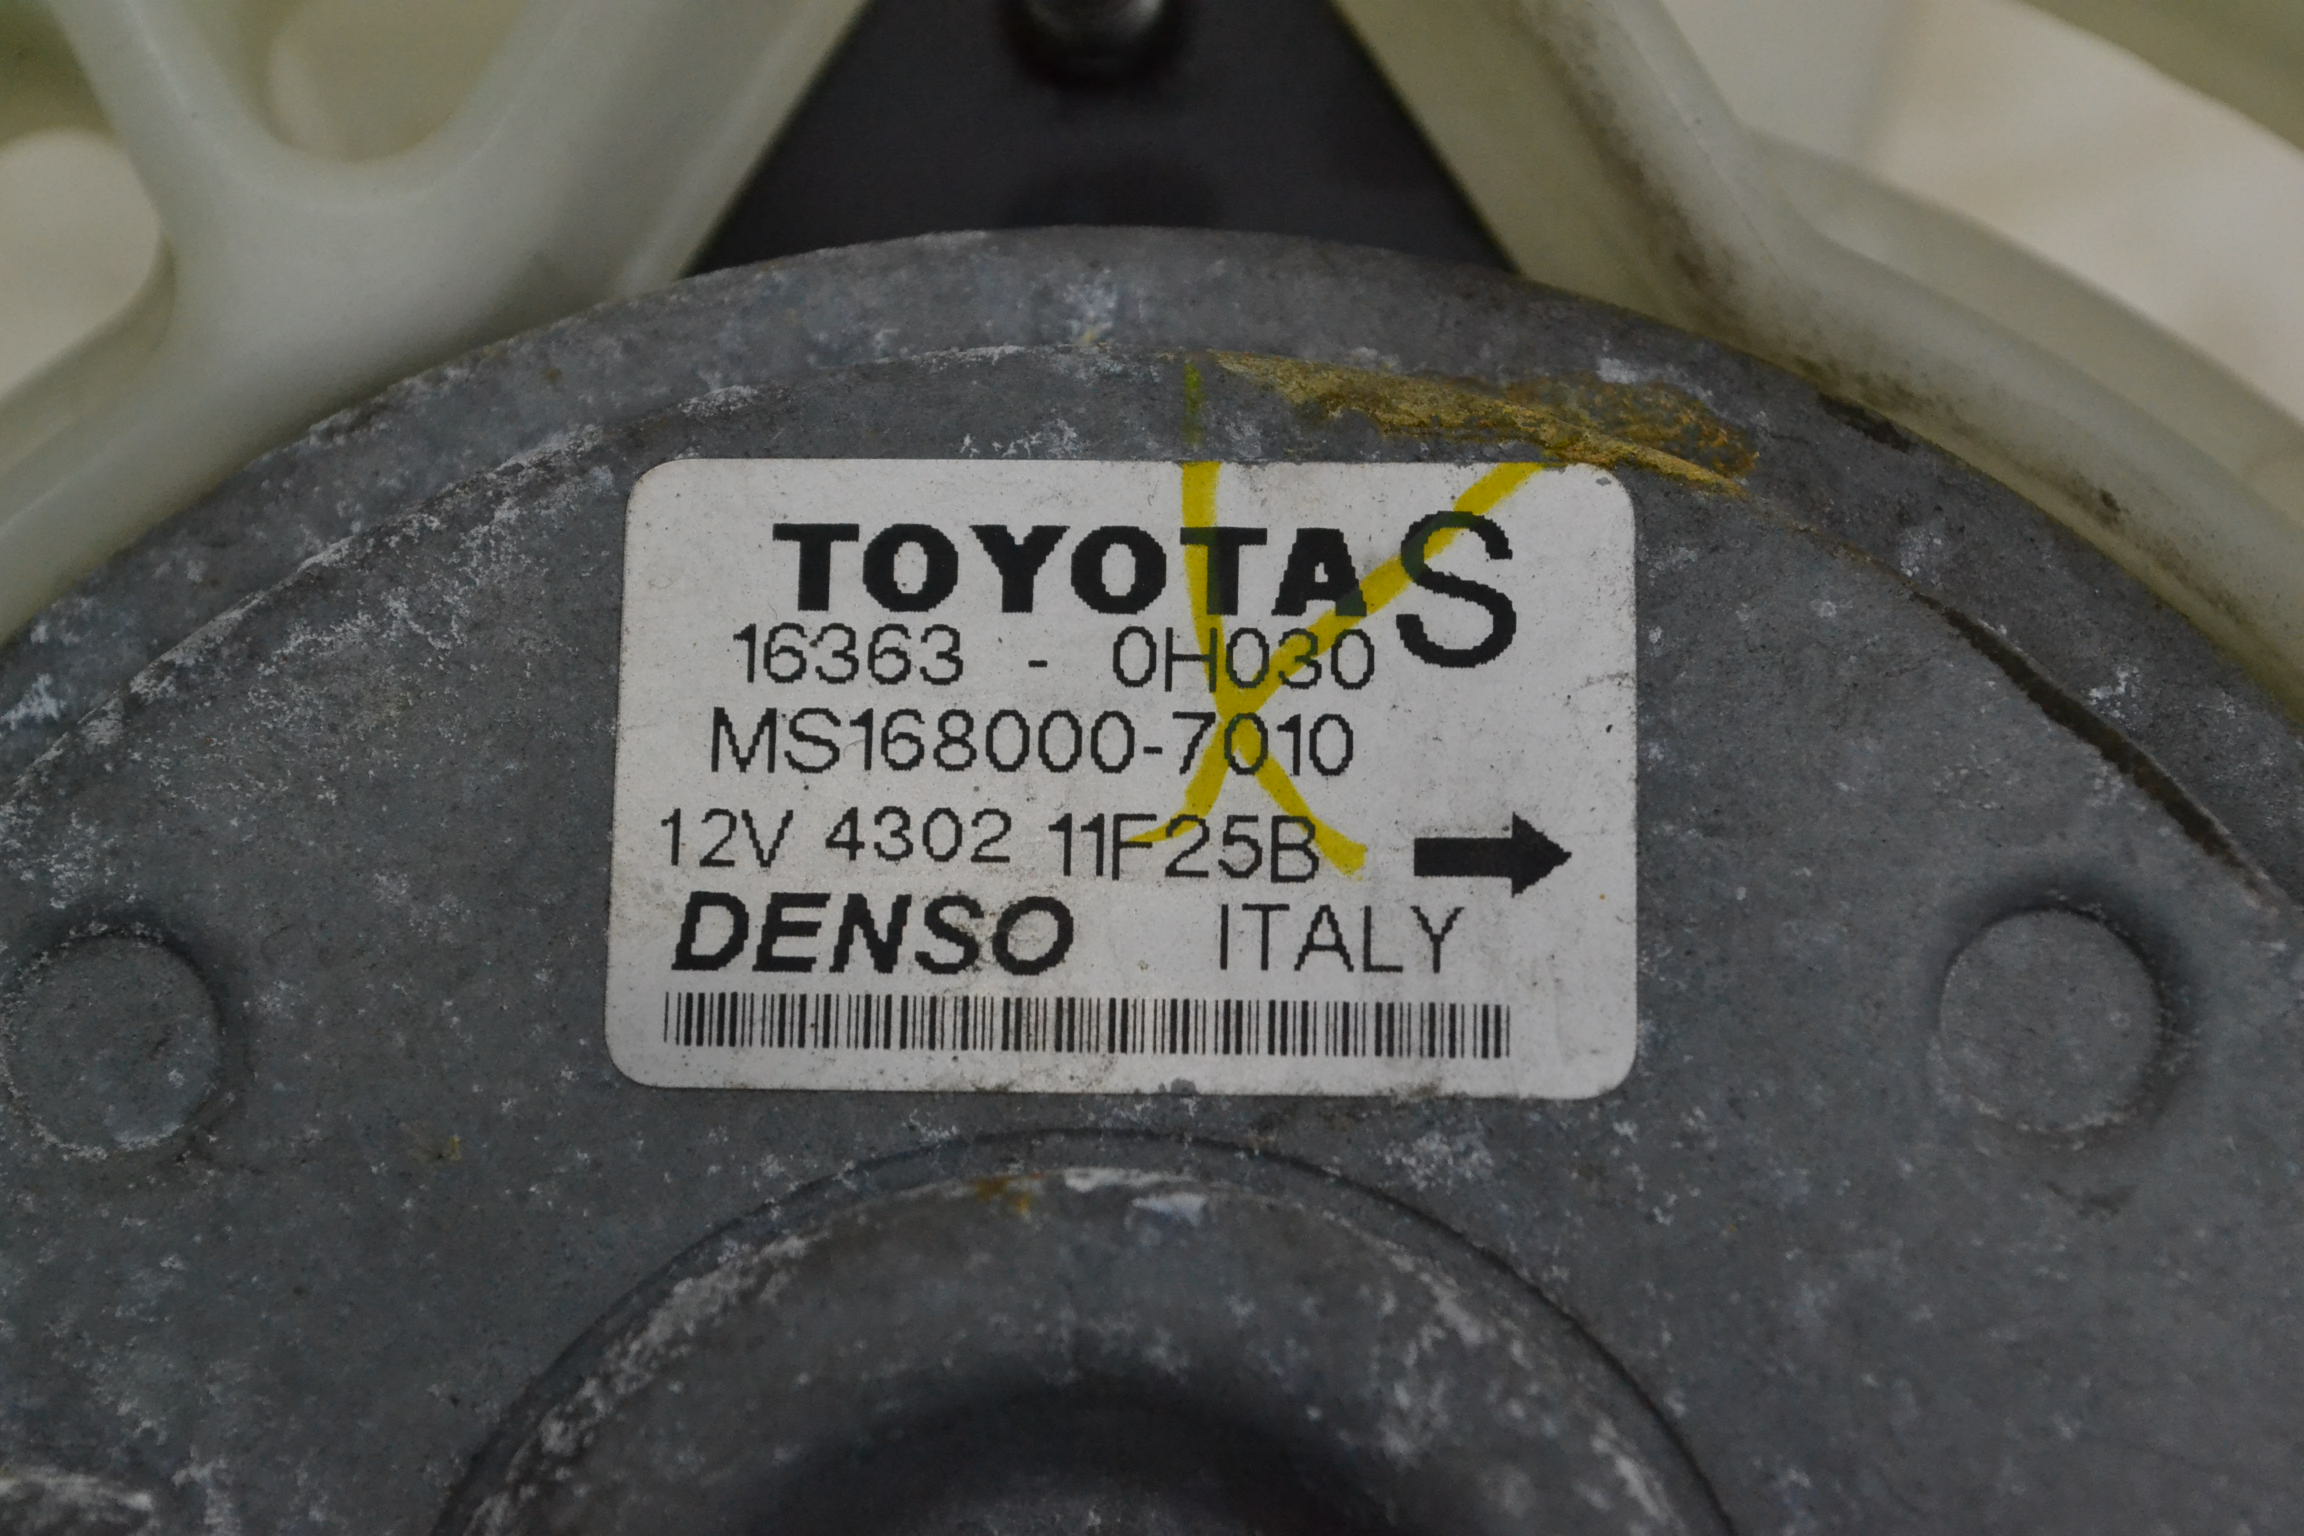 TOYOTA S
16363 - 0H030
MS168000-7010
12V 4302 11F25B
DENSO ITALY